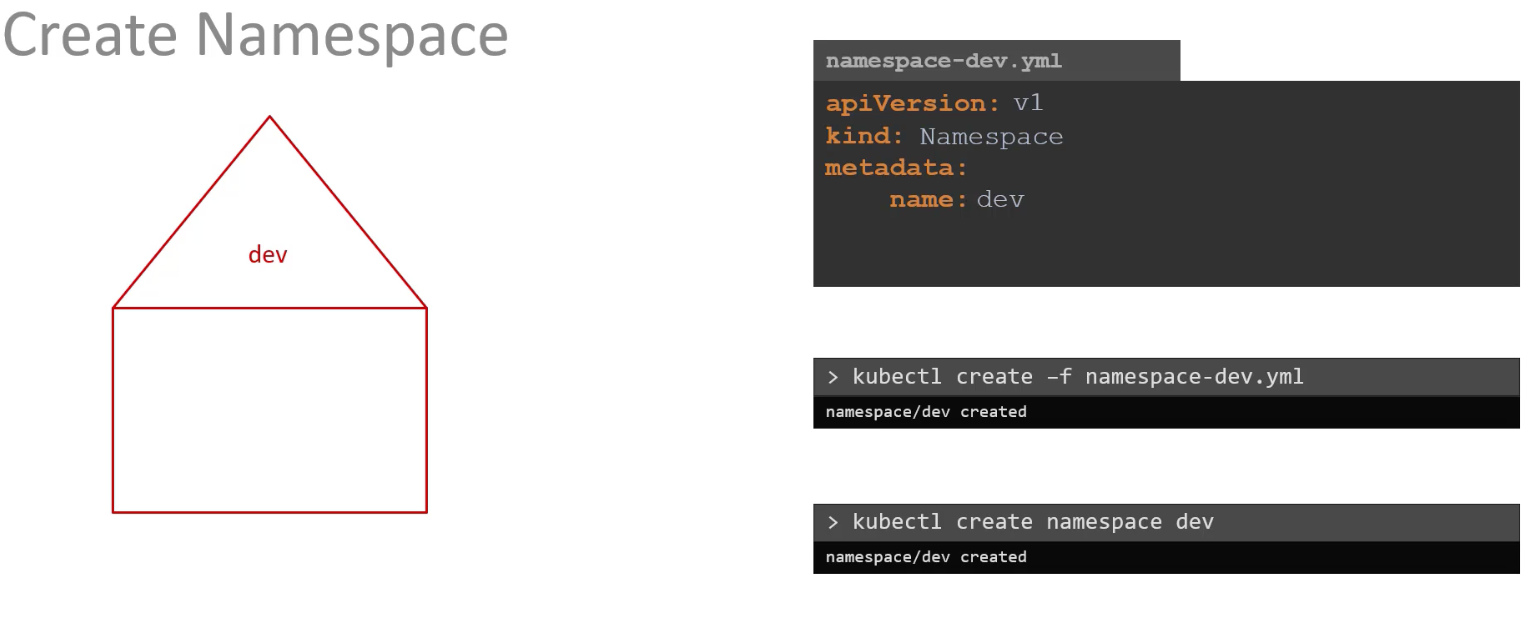 Create Namespace
dev
namespace-dev.yml
apiVersion: v1
kind: Namespace
metadata:
    name: dev
> kubectl create –f namespace-dev.yml
namespace/dev created
> kubectl create namespace dev
namespace/dev created